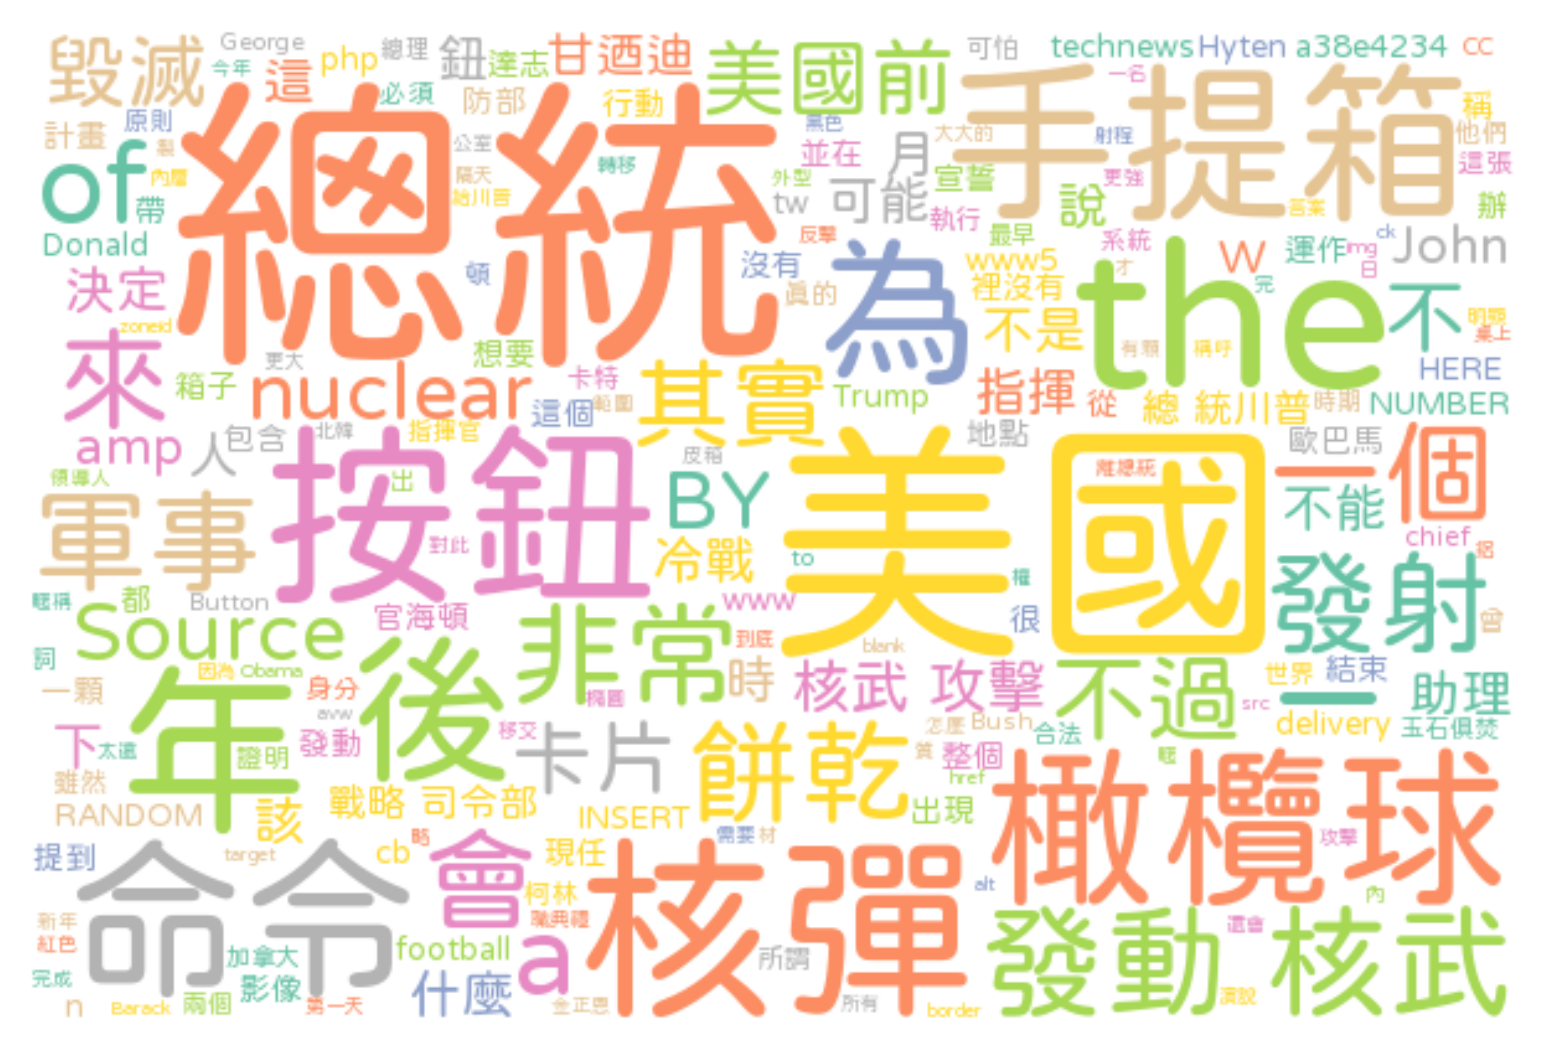 毀滅
George
今年
這
php
總理
必須
鈕
達志
甘迺迪
美國前
可怕
technews
Hyten
a38e4234
CC
一名
手提箱
稱
計畫
原則
防部
行動
黑色
大大的
射程
他們
of
內層
帶
總統
公室
隔天
轉移
並在
月
外型
可能
宣誓
更強
這張
說
答案
辦
Donald
tw
執行
反擊
最早
系統
W
運作
img
日
ck
John
決定
頓
沒有
為
www5
才
the
完
不
真的
裡沒有
不是
明顯
桌上
zoneid
來
更大
想要
有顆
稱呼
HERE
箱子
nuclear
卡特
範圍
這個
其實
Trump
指揮
從
總 統川普
時期
NUMBER
amp
人
包含
北韓
指揮官
皮箱
地點
歐巴馬
一
個
領導人
出
按鈕
BY
美國
離總統
不能
軍事
對此
冷戰
to
權
chief
發射
暱稱
都
Button
官海頓
www
很
曾
Source
非常
到底
blank
詞
因為
Obama
後
時
核武
攻擊
不過
世界
結束
一顆
年
身分
橢圓
一
助理
src
下
太遠
avw
證明
發動
移交
卡片
餅乾
怎麼
Bush
合法
delivery
玉石俱焚
質
整個
暱
雖然
href
橄欖球
RANDOM
該
戰略
司令部
INSERT
出現
提到
target
cb
略
會
現任
需要
材
攻擊
命令
柯林
核彈
alt
內
新年
職典禮
紅色
加拿大
football
a
所謂
發動
還會
核武
完成
影像
什麼
n
Barack
兩個
第一天
金正恩
所有
border
演說